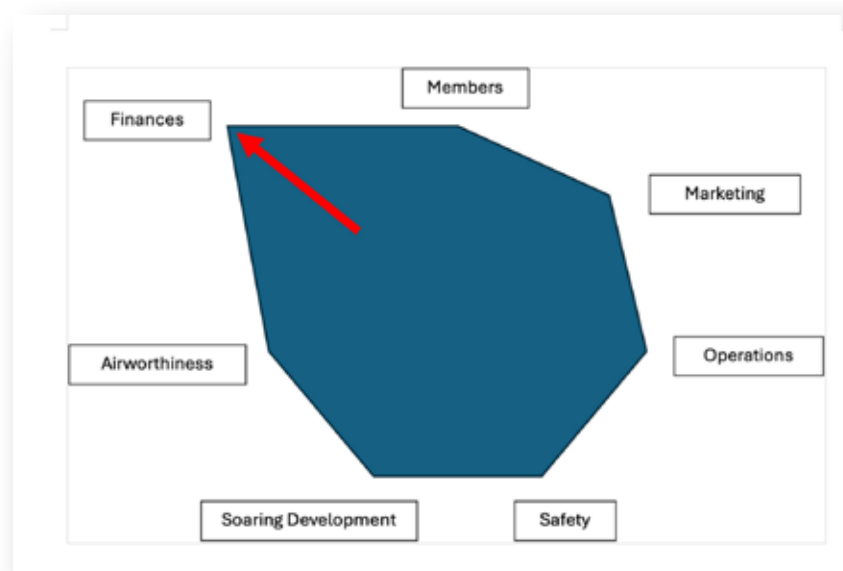 Members
Finances
Marketing
Operations
Airworthiness
Soaring Development
Safety